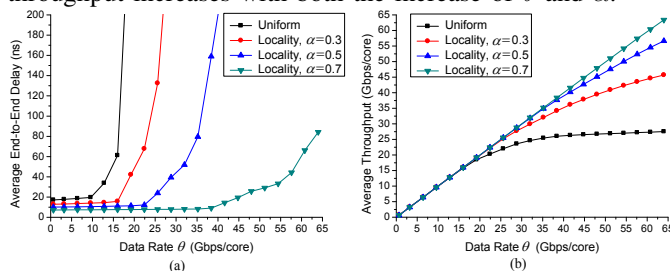 throughput increases with both the increase of θ and α.
Uniform
Locality, α=0.3
Locality, α=0.5
Locality, α=0.7
Average End-to-End Delay (ns)
200
180
160
140
120
100
80
60
40
20
0
0 5 10 15 20 25 30 35 40 45 50 55 60 65
Data Rate θ (Gbps/core)
(a)
Uniform
Locality, α=0.3
Locality, α=0.5
Locality, α=0.7
Average Throughput (Gbps/core)
65
60
55
50
45
40
35
30
25
20
15
10
5
0
0 5 10 15 20 25 30 35 40 45 50 55 60 65
Data Rate θ (Gbps/core)
(b)